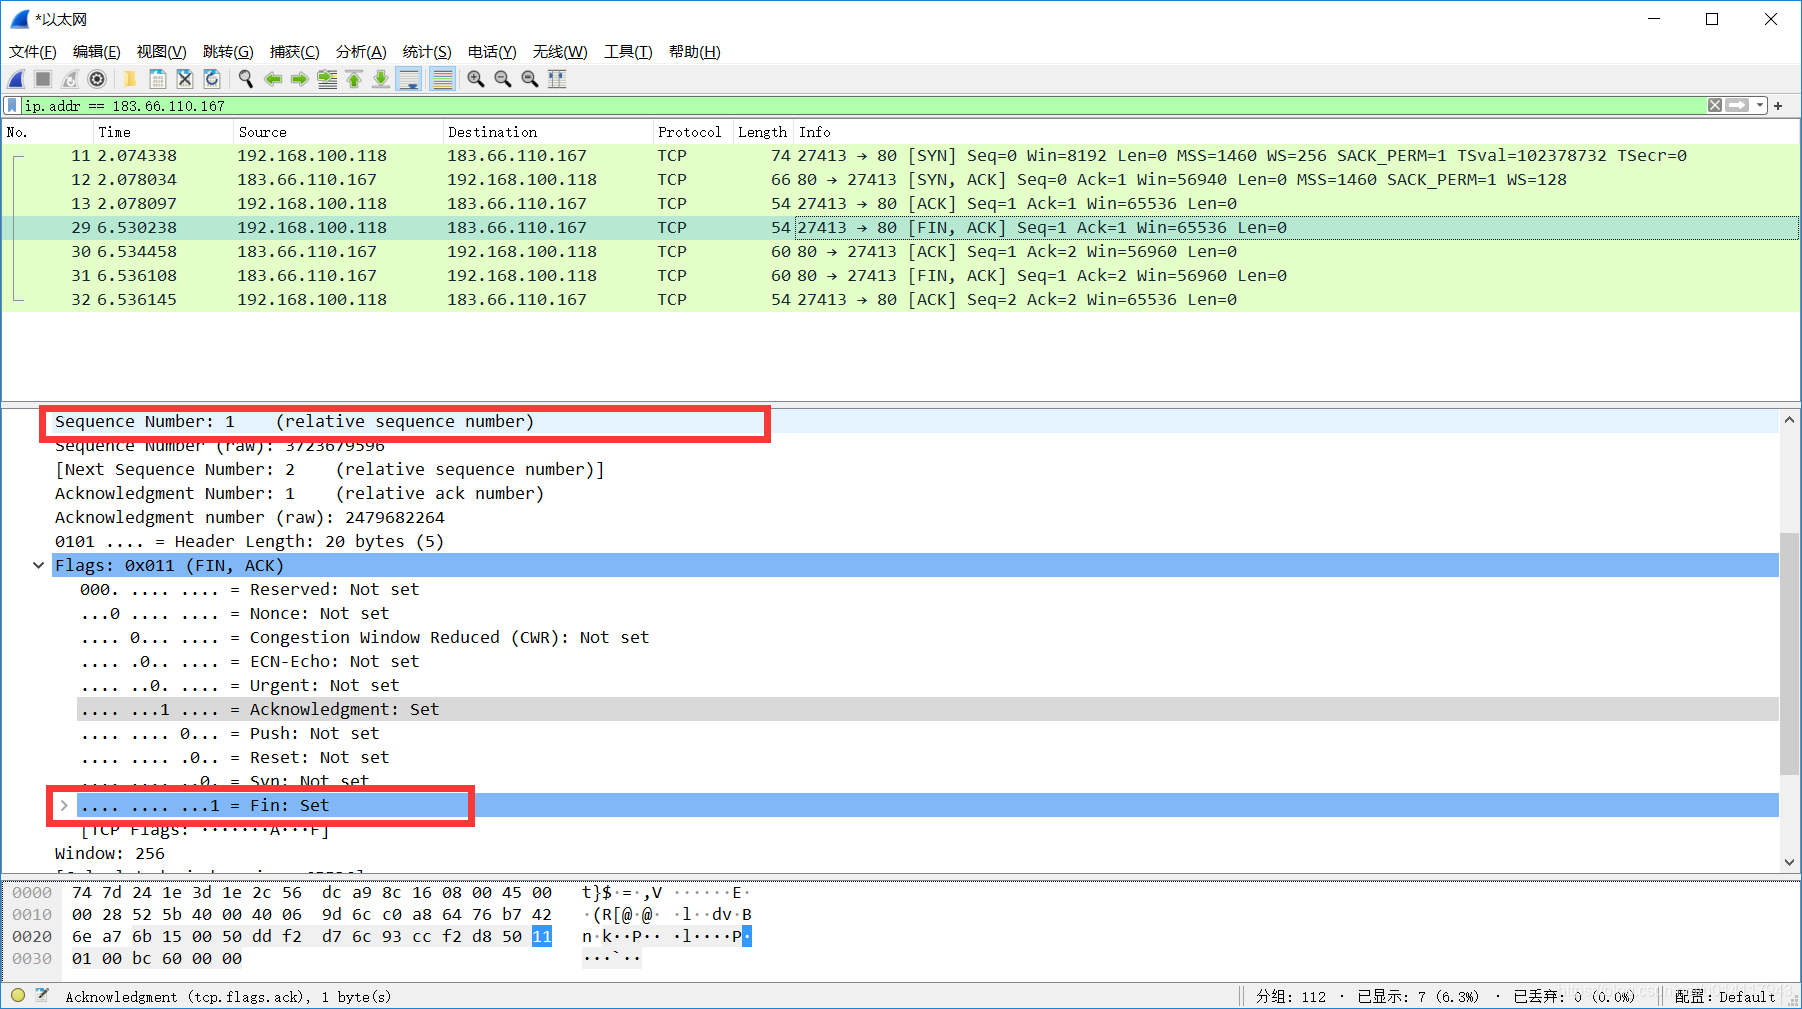 *以太网
文件(F) 编辑(E) 视图(V) 跳转(G) 捕获(C) 分析(A) 统计(S) 电话(Y) 无线(W) 工具(T) 帮助(H)
ip.addr == 183.66.110.167
No. Time Source Destination Protocol Length Info
11 2.074338 192.168.100.118 183.66.110.167 TCP 74 27413 → 80 [SYN] Seq=0 Win=8192 Len=0 MSS=1460 WS=256 SACK_PERM=1 TSval=102378732 TSecr=0
12 2.078034 183.66.110.167 192.168.100.118 TCP 66 80 → 27413 [SYN, ACK] Seq=0 Ack=1 Win=56940 Len=0 MSS=1460 SACK_PERM=1 WS=128
13 2.078097 192.168.100.118 183.66.110.167 TCP 54 27413 → 80 [ACK] Seq=1 Ack=1 Win=65536 Len=0
29 6.530238 192.168.100.118 183.66.110.167 TCP 54 27413 → 80 [FIN, ACK] Seq=1 Ack=1 Win=65536 Len=0
30 6.534458 183.66.110.167 192.168.100.118 TCP 60 80 → 27413 [ACK] Seq=1 Ack=2 Win=56960 Len=0
31 6.536108 183.66.110.167 192.168.100.118 TCP 60 80 → 27413 [FIN, ACK] Seq=1 Ack=2 Win=56960 Len=0
32 6.536145 192.168.100.118 183.66.110.167 TCP 54 27413 → 80 [ACK] Seq=2 Ack=2 Win=65536 Len=0
Sequence Number: 1 (relative sequence number)
Sequence Number (raw): 3723679596
[Next Sequence Number: 2 (relative sequence number)]
Acknowledgment Number: 1 (relative ack number)
Acknowledgment number (raw): 2479682264
0101 .... = Header Length: 20 bytes (5)
Flags: 0x011 (FIN, ACK)
000. .... .... = Reserved: Not set
...0 .... .... = Nonce: Not set
.... 0... .... = Congestion Window Reduced (CWR): Not set
.... .0.. .... = ECN-Echo: Not set
.... ..0. .... = Urgent: Not set
.... ...1 .... = Acknowledgment: Set
.... .... 0... = Push: Not set
.... .... .0.. = Reset: Not set
.... .... ..0. = Syn: Not set
.... .... ...1 = Fin: Set
[TCP Flags: ·······A···F]
Window: 256
0000 74 7d 24 1e 3d 1e 2c 56 dc a9 8c 16 08 00 45 00 t}$·=·,V ······E·
0010 00 28 52 5b 40 00 40 06 9d 6c c0 a8 64 76 b7 42 ·(R[@·@· ·l··dv·B
0020 6e a7 6b 15 00 50 dd f2 d7 6c 93 cc f2 d8 50 11 n·k··P·· ·l····P·
0030 01 00 bc 60 00 00 ···`··
Acknowledgment (tcp.flags.ack), 1 byte(s) 分组: 112 · 已显示: 7 (6.3%) · 已丢弃: 0 (0.0%) 配置: Default